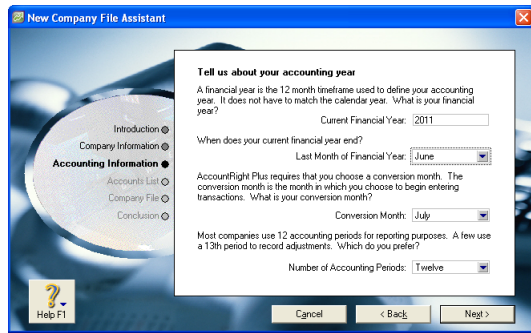 New Company File Assistant
Tell us about your accounting year
A financial year is the 12 month timeframe used to define your accounting
year. It does not have to match the calendar year. What is your financial
year?
Current Financial Year: 2011
When does your current financial year end?
Last Month of Financial Year: June
AccountRight Plus requires that you choose a conversion month. The
conversion month is the month in which you choose to begin entering
transactions. What is your conversion month?
Conversion Month: July
Most companies use 12 accounting periods for reporting purposes. A few use
a 13th period to record adjustments. Which do you prefer?
Number of Accounting Periods: Twelve
Introduction
Company Information
Accounting Information
Accounts List
Company File
Conclusion
Help F1
Cancel
< Back
Next >